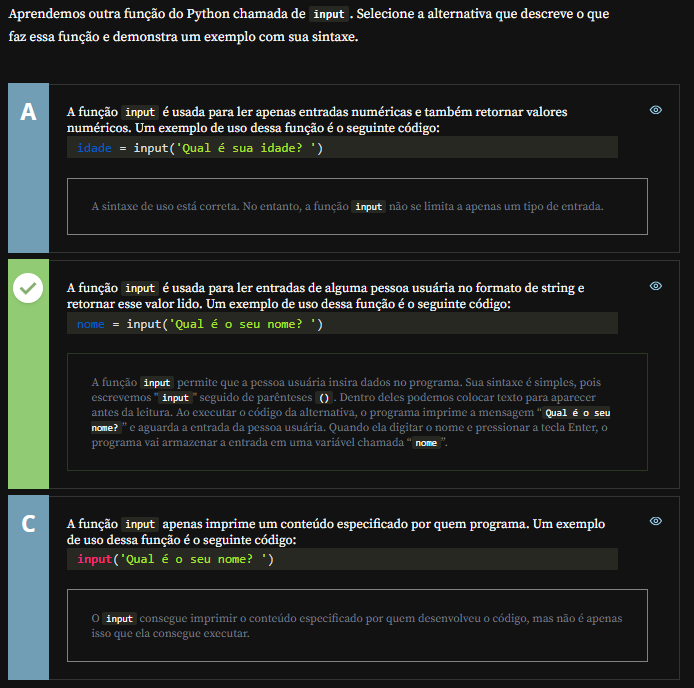 Aprendemos outra função do Python chamada de input. Selecione a alternativa que descreve o que
faz essa função e demonstra um exemplo com sua sintaxe.
A
A função input é usada para ler apenas entradas numéricas e também retornar valores
numéricos. Um exemplo de uso dessa função é o seguinte código:
idade = input('Qual é sua idade? ')
A sintaxe de uso está correta. No entanto, a função input não se limita a apenas um tipo de entrada.
A função input é usada para ler entradas de alguma pessoa usuária no formato de string e
retornar esse valor lido. Um exemplo de uso dessa função é o seguinte código:
nome = input('Qual é o seu nome? ')
A função input permite que a pessoa usuária insira dados no programa. Sua sintaxe é simples, pois
escrevemos "input" seguido de parênteses (). Dentro deles podemos colocar texto para aparecer
antes da leitura. Ao executar o código da alternativa, o programa imprime a mensagem “Qual é o seu
nome?” e aguarda a entrada da pessoa usuária. Quando ela digitar o nome e pressionar a tecla Enter, o
programa vai armazenar a entrada em uma variável chamada “nome”.
C
A função input apenas imprime um conteúdo especificado por quem programa. Um exemplo
de uso dessa função é o seguinte código:
input('Qual é o seu nome? ')
O input consegue imprimir o conteúdo especificado por quem desenvolveu o código, mas não é apenas
isso que ela consegue executar.